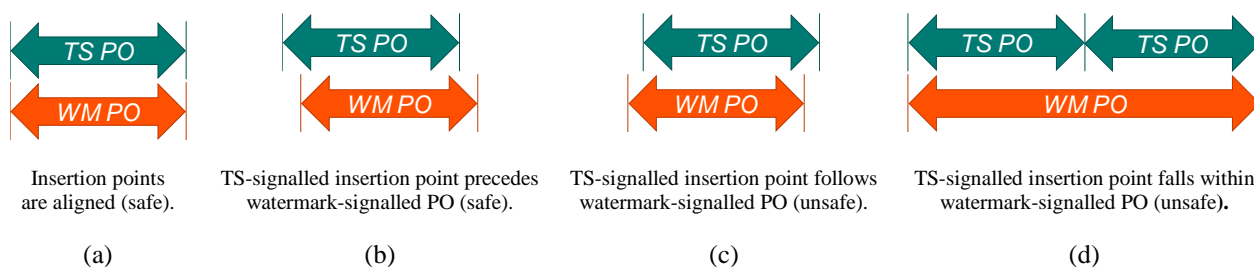 TS PO
WM PO
Insertion points
are aligned (safe).
(a)
TS PO
WM PO
TS-signalled insertion point precedes
watermark-signalled PO (safe).
(b)
TS PO
WM PO
TS-signalled insertion point follows
watermark-signalled PO (unsafe).
(c)
TS PO
TS PO
WM PO
TS-signalled insertion point falls within
watermark-signalled PO (unsafe).
(d)